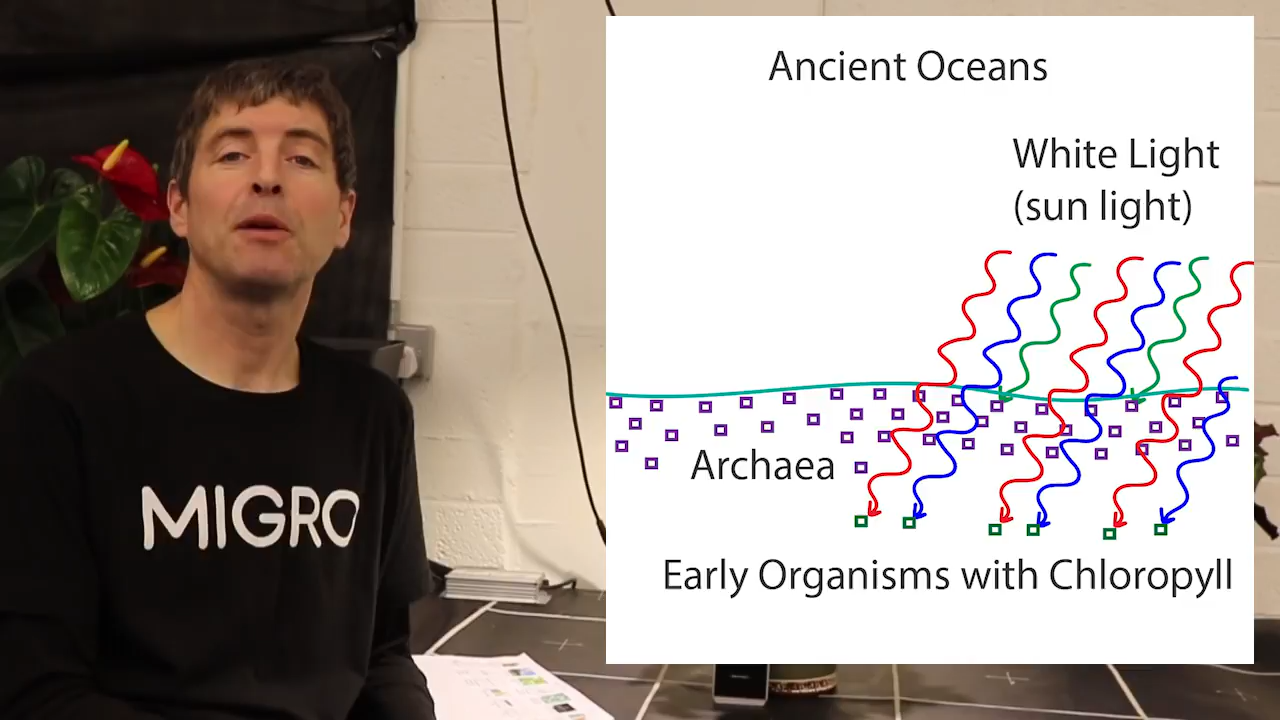 Ancient Oceans
White Light
(sun light)
MIGRO
Archaea
Early Organisms with Chloropyll